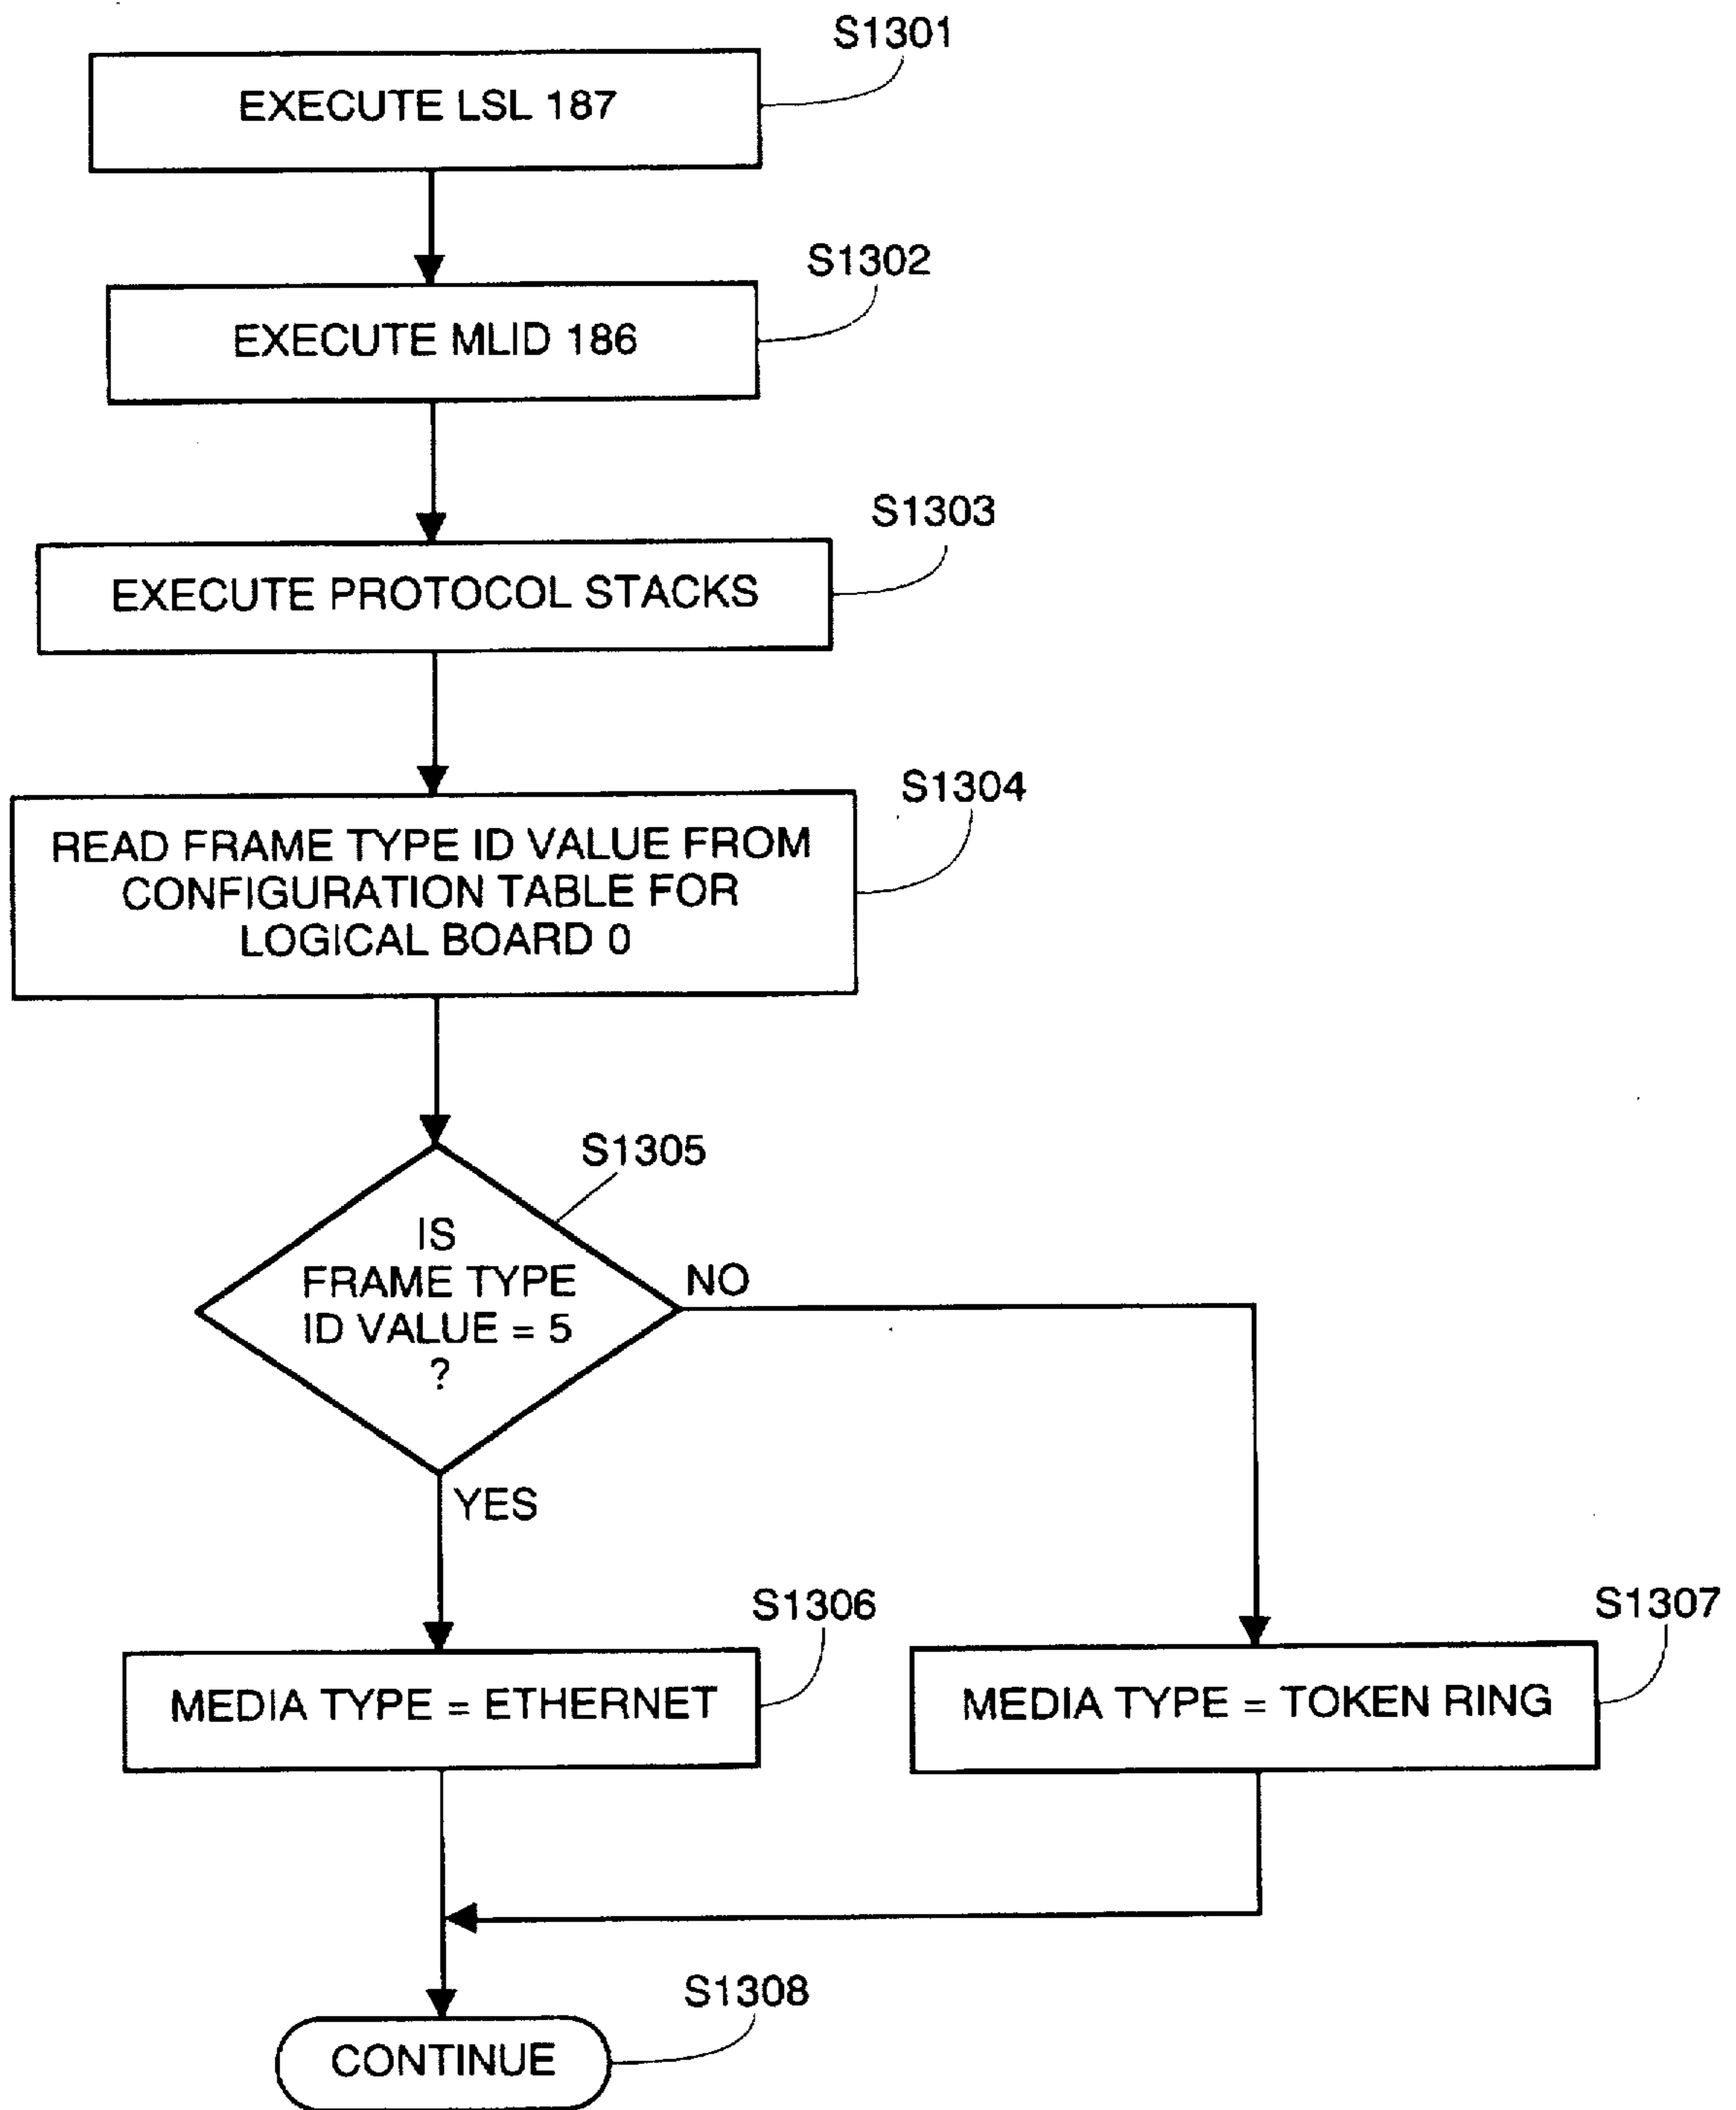 S1301
EXECUTE LSL 187
S1302
EXECUTE MLID 186
S1303
EXECUTE PROTOCOL STACKS
S1304
READ FRAME TYPE ID VALUE FROM
CONFIGURATION TABLE FOR
LOGICAL BOARD 0
S1305
IS
FRAME TYPE
ID VALUE = 5
?
NO
YES
S1306
MEDIA TYPE = ETHERNET
S1307
MEDIA TYPE = TOKEN RING
S1308
CONTINUE